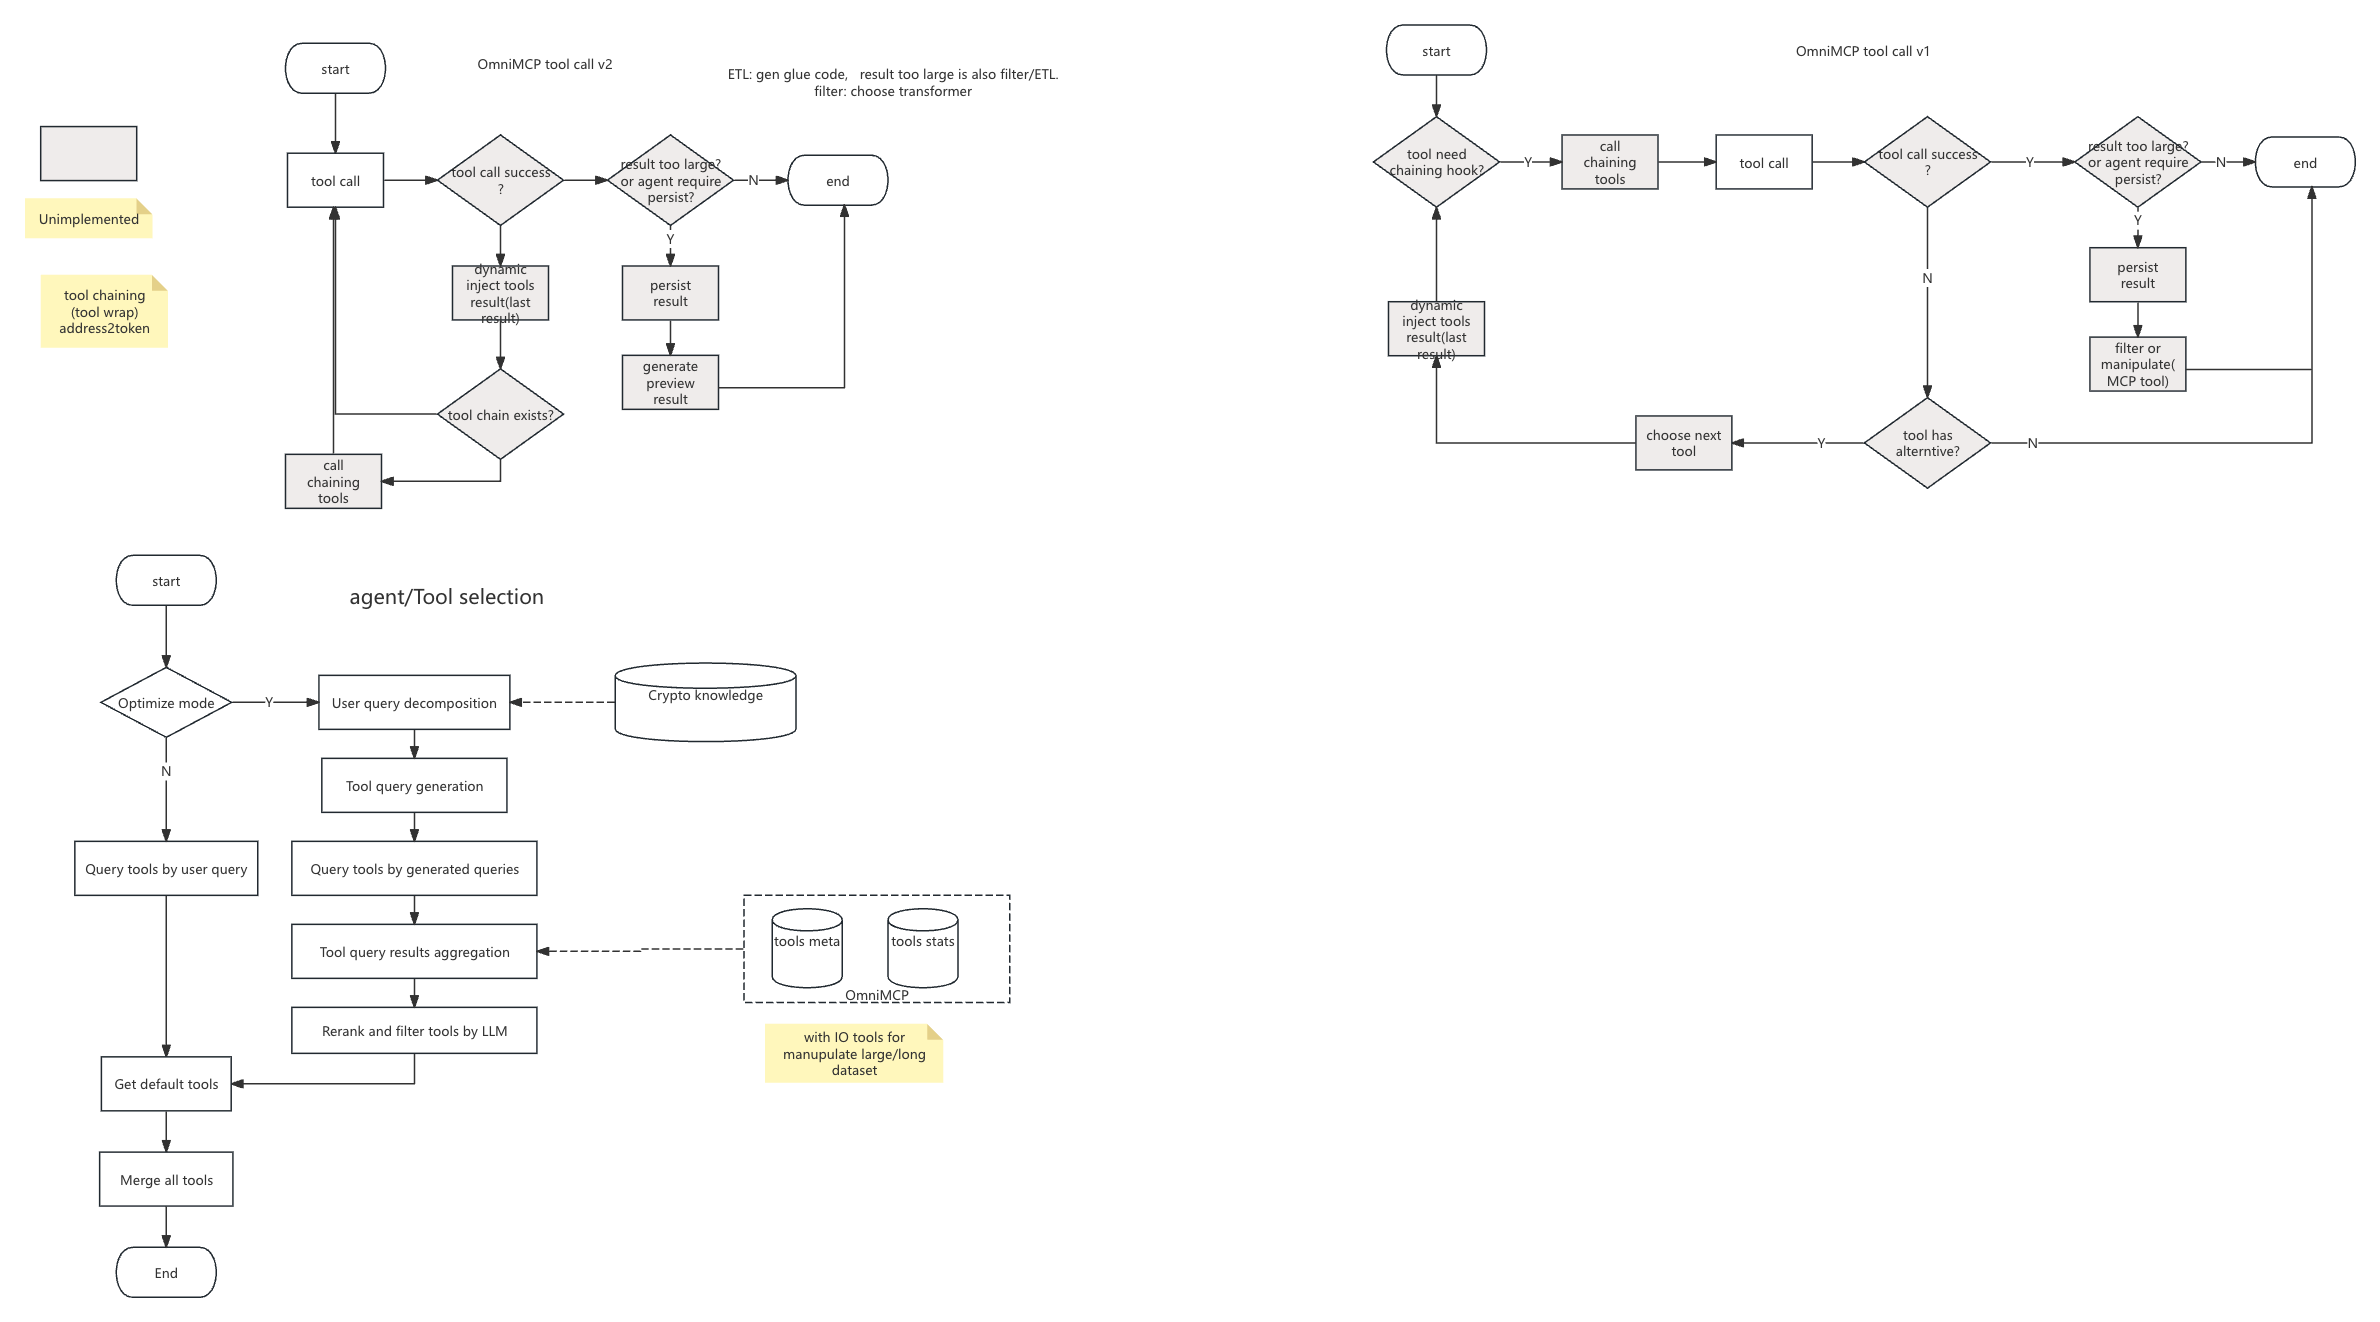 start
OmniMCP tool call v2
ETL: gen glue code,   result too large is also filter/ETL.
filter: choose transformer
Unimplemented
tool chaining
(tool wrap)
address2token
tool call
tool call success
?
result too large?
or agent require
persist?
N
end
Y
dynamic
inject tools
result(last
result)
persist
result
generate
preview
result
tool chain exists?
call
chaining
tools
start
OmniMCP tool call v1
tool need
chaining hook?
Y
call
chaining
tools
tool call
tool call success
?
Y
result too large?
or agent require
persist?
N
end
Y
N
persist
result
dynamic
inject tools
result(last
result)
filter or
manipulate(
MCP tool)
choose next
tool
Y
tool has
alterntive?
N
start
agent/Tool selection
Optimize mode
Y
User query decomposition
Crypto knowledge
N
Tool query generation
Query tools by user query
Query tools by generated queries
Tool query results aggregation
tools meta
tools stats
OmniMCP
Rerank and filter tools by LLM
with IO tools for
manupulate large/long
dataset
Get default tools
Merge all tools
End